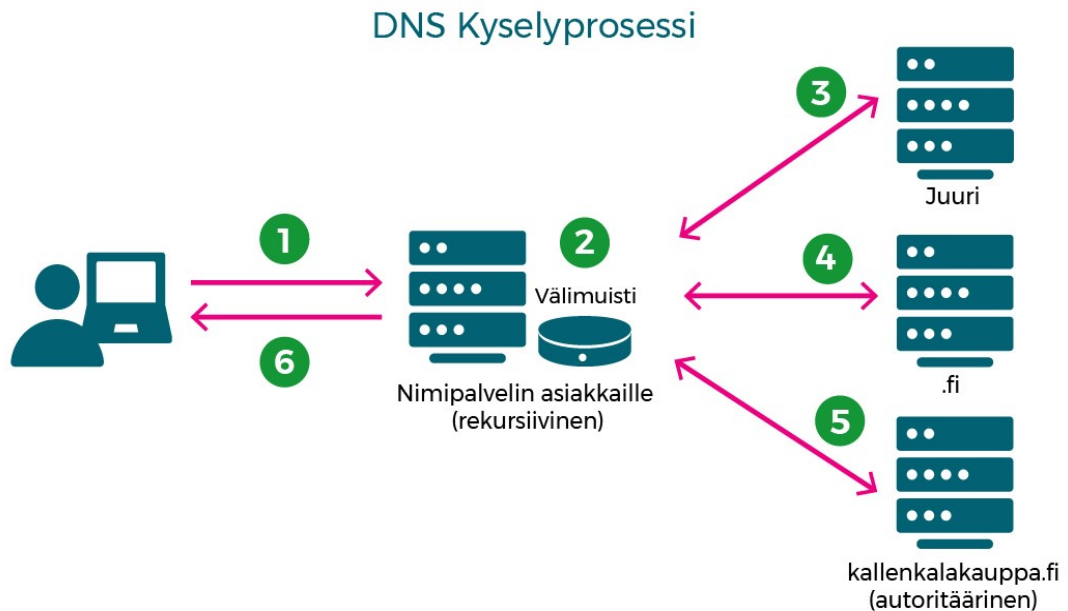 DNS Kyselyprosessi
3
Juuri
1
2
Välimuisti
4
.fi
6
Nimipalvelin asiakkaille
(rekursiivinen)
5
kallenkalakauppa.fi
(autoritäärinen)